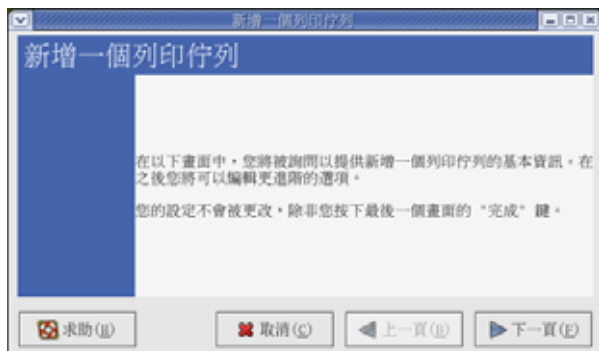 新增一個列印佇列
新增一個列印佇列
在以下畫面中，您將被詢問以提供新增一個列印佇列的基本資訊。在
之後您將可以編輯更進階的選項。
您的設定不會被更改，除非您按下最後一個畫面的 "完成" 鍵。
求助(H)
取消(C)
上一頁(B)
下一頁(F)